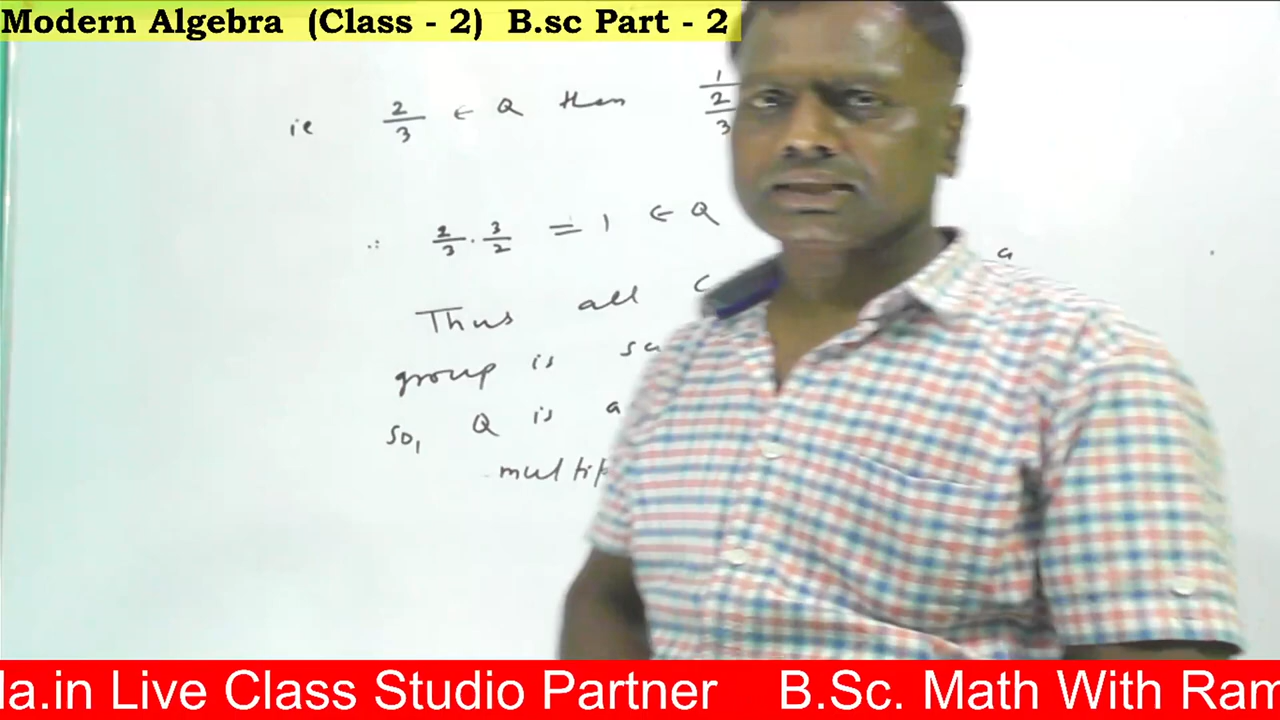 Modern Algebra (Class - 2) B.sc Part - 2
ie 2/3 ∈ Q then 1/(2/3)
∴ 2/3 · 3/2 = 1 ∈ Q
Thus all
group is
so, Q is a
multip
la.in Live Class Studio Partner B.Sc. Math With Ram